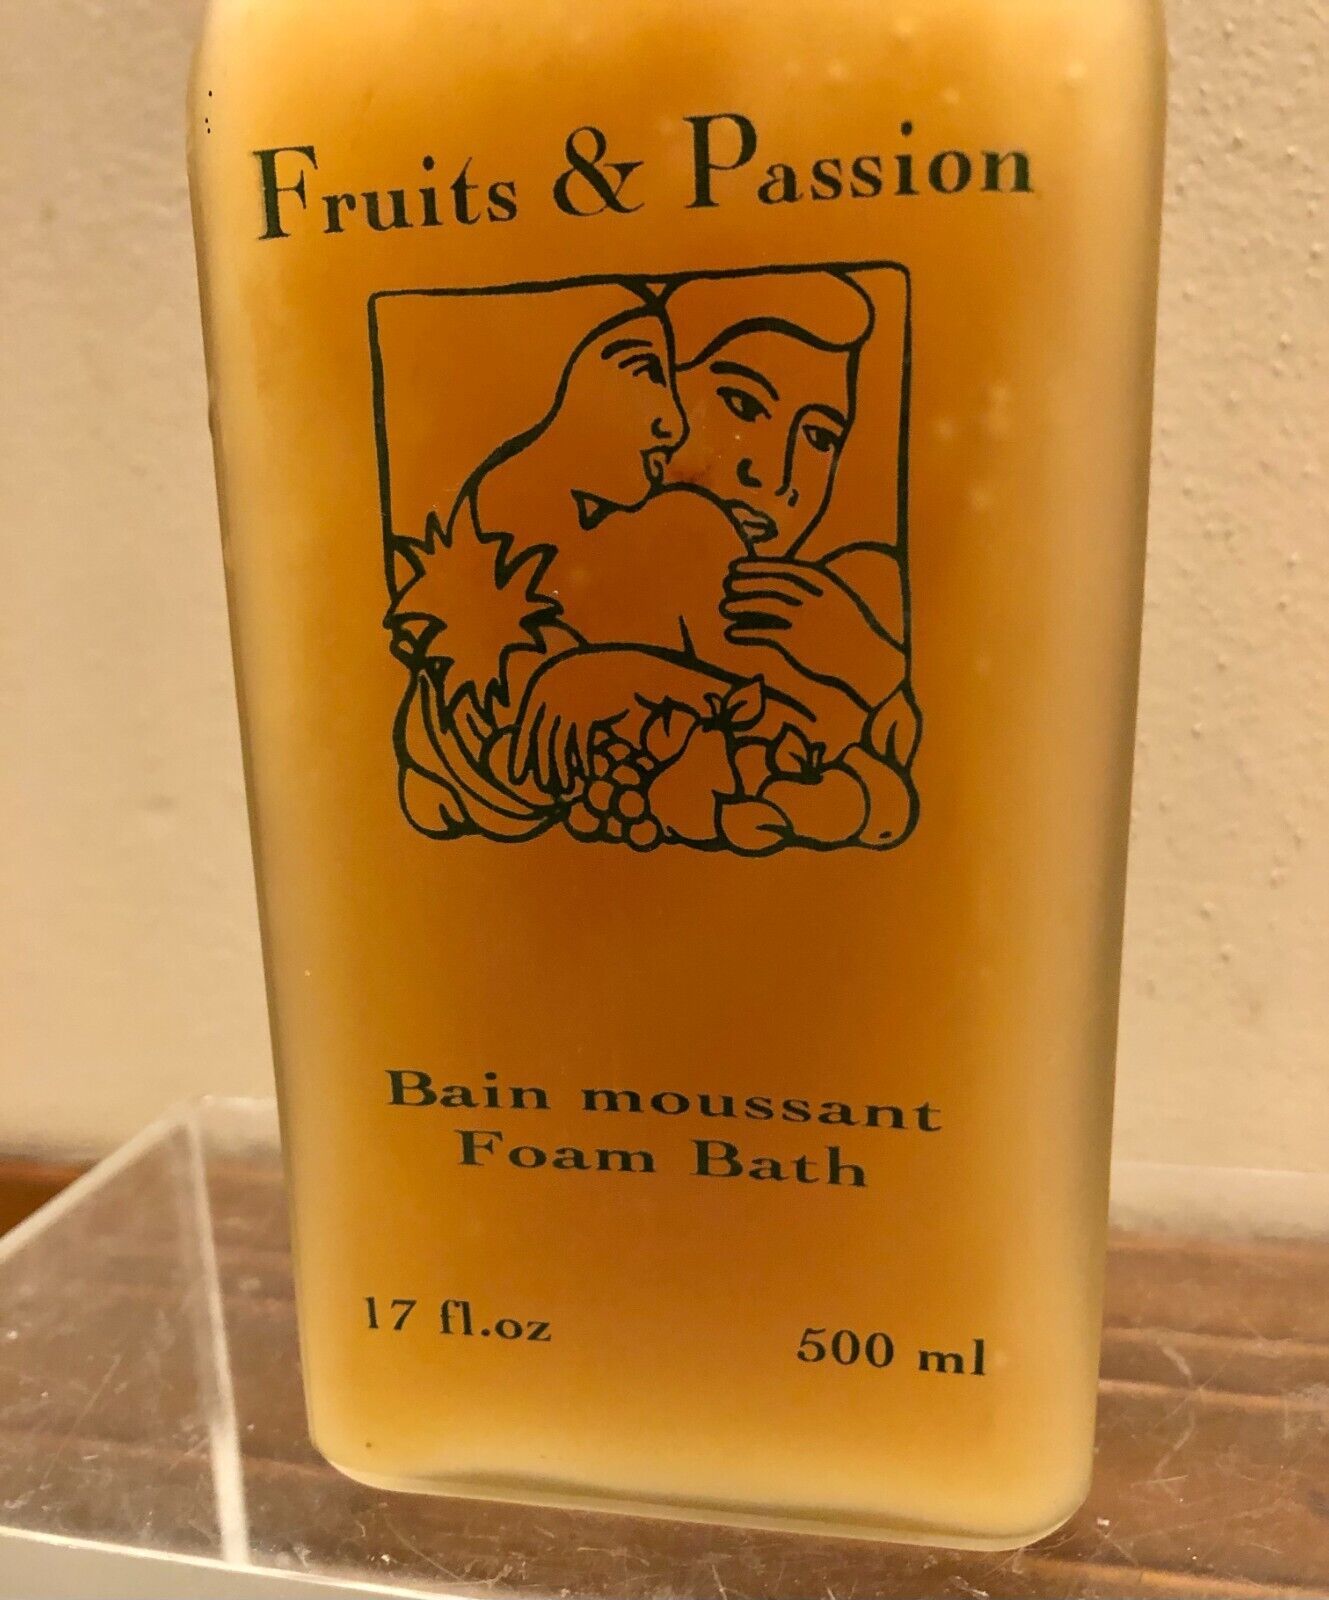 Fruits & Passion
Bain moussant
Foam Bath
17 fl.oz
500 ml